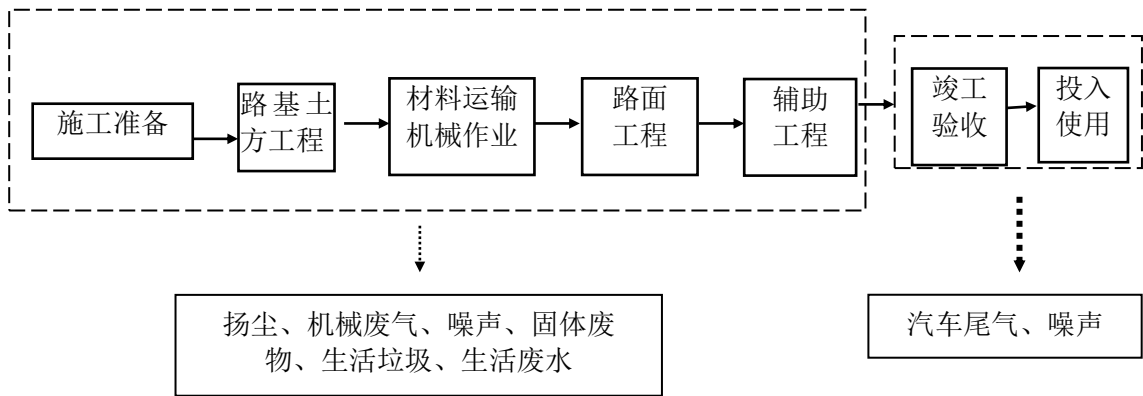 施工准备
路基土
方工程
材料运输
机械作业
路面
工程
辅助
工程
竣工
验收
投入
使用
扬尘、机械废气、噪声、固体废
物、生活垃圾、生活废水
汽车尾气、噪声